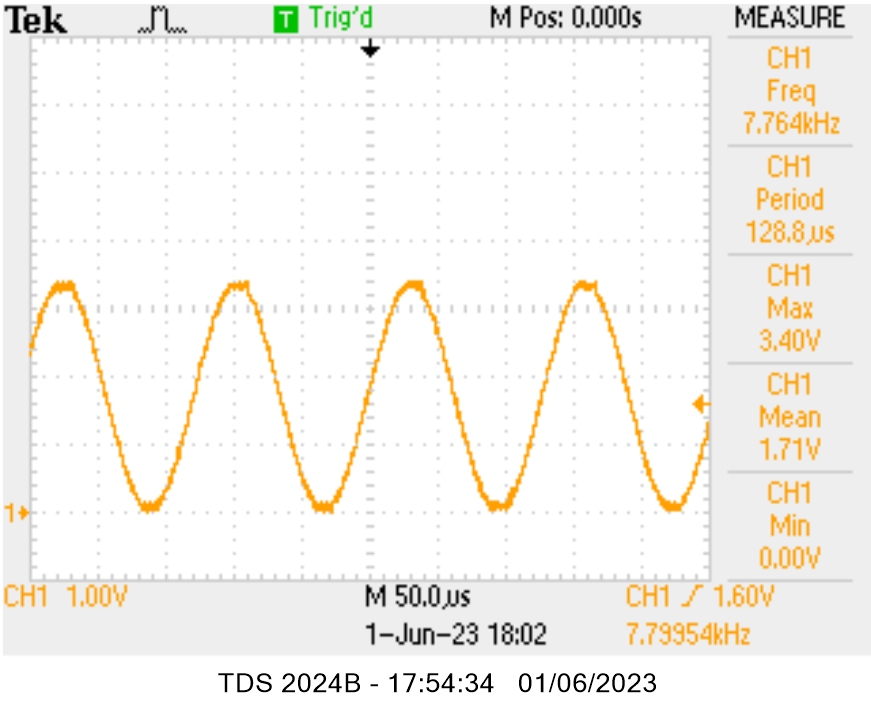 Tek T Trig'd M Pos: 0.000s MEASURE
CH1
Freq
7.764kHz
CH1
Period
128.8µs
CH1
Max
3.40V
CH1
Mean
1.71V
CH1
Min
0.00V
1
CH1 1.00V M 50.0µs CH1 1.60V
1-Jun-23 18:02 7.79954kHz
TDS 2024B - 17:54:34 01/06/2023